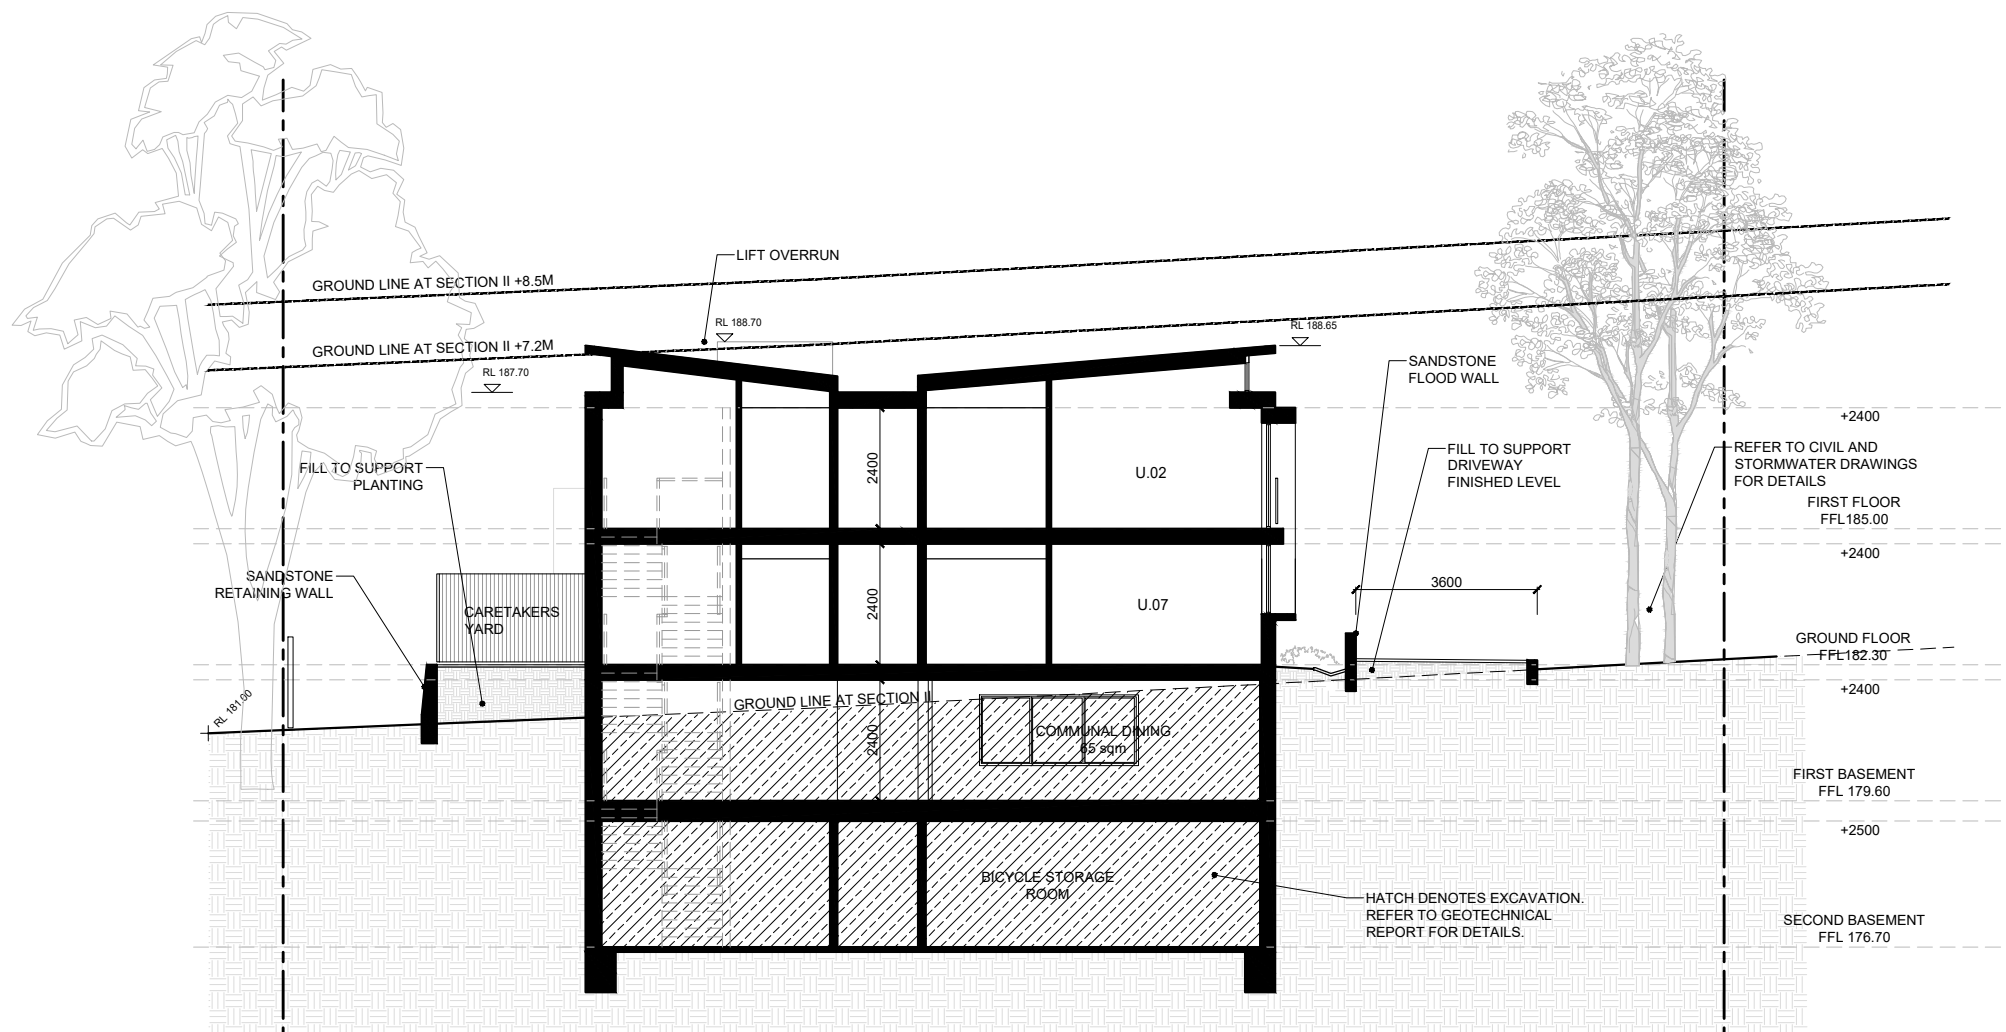 LIFT OVERRUN
GROUND LINE AT SECTION II +8.5M
RL 188.70
RL 188.65
GROUND LINE AT SECTION II +7.2M
RL 187.70
SANDSTONE
FLOOD WALL
+2400
FILL TO SUPPORT
PLANTING
2400
U.02
FILL TO SUPPORT
DRIVEWAY
FINISHED LEVEL
REFER TO CIVIL AND
STORMWATER DRAWINGS
FOR DETAILS
FIRST FLOOR
FFL185.00
+2400
SANDSTONE
RETAINING WALL
CARETAKERS
YARD
2400
U.07
3600
GROUND FLOOR
FFL182.30
+2400
RL 181.00
GROUND LINE AT SECTION II
2400
COMMUNAL DINING
65 sqm
FIRST BASEMENT
FFL 179.60
+2500
BICYCLE STORAGE
ROOM
HATCH DENOTES EXCAVATION.
REFER TO GEOTECHNICAL
REPORT FOR DETAILS.
SECOND BASEMENT
FFL 176.70